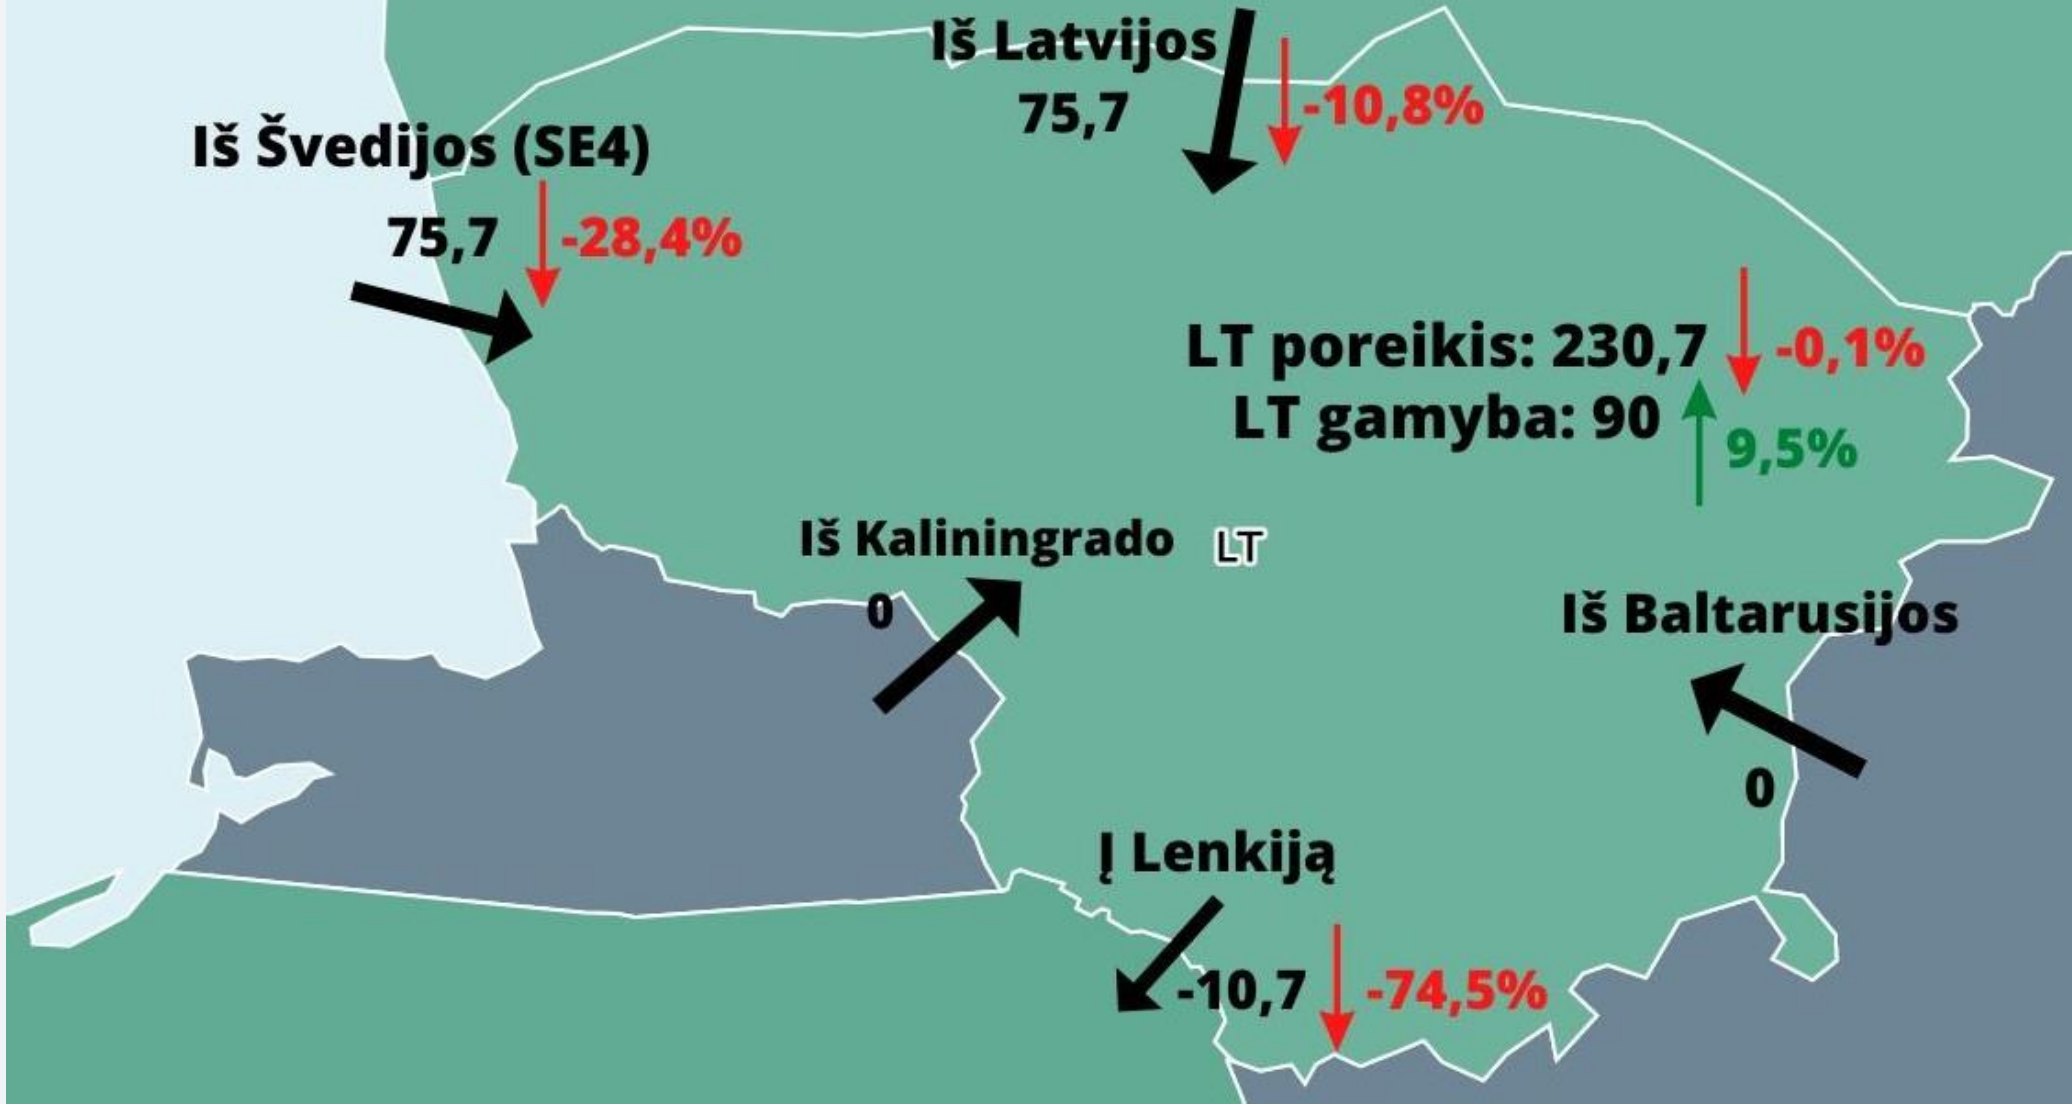 Iš Latvijos
75,7
-10,8%
Iš Švedijos (SE4)
75,7
-28,4%
LT poreikis: 230,7
-0,1%
LT gamyba: 90
9,5%
Iš Kaliningrado
LT
0
Iš Baltarusijos
0
Į Lenkiją
-10,7
-74,5%